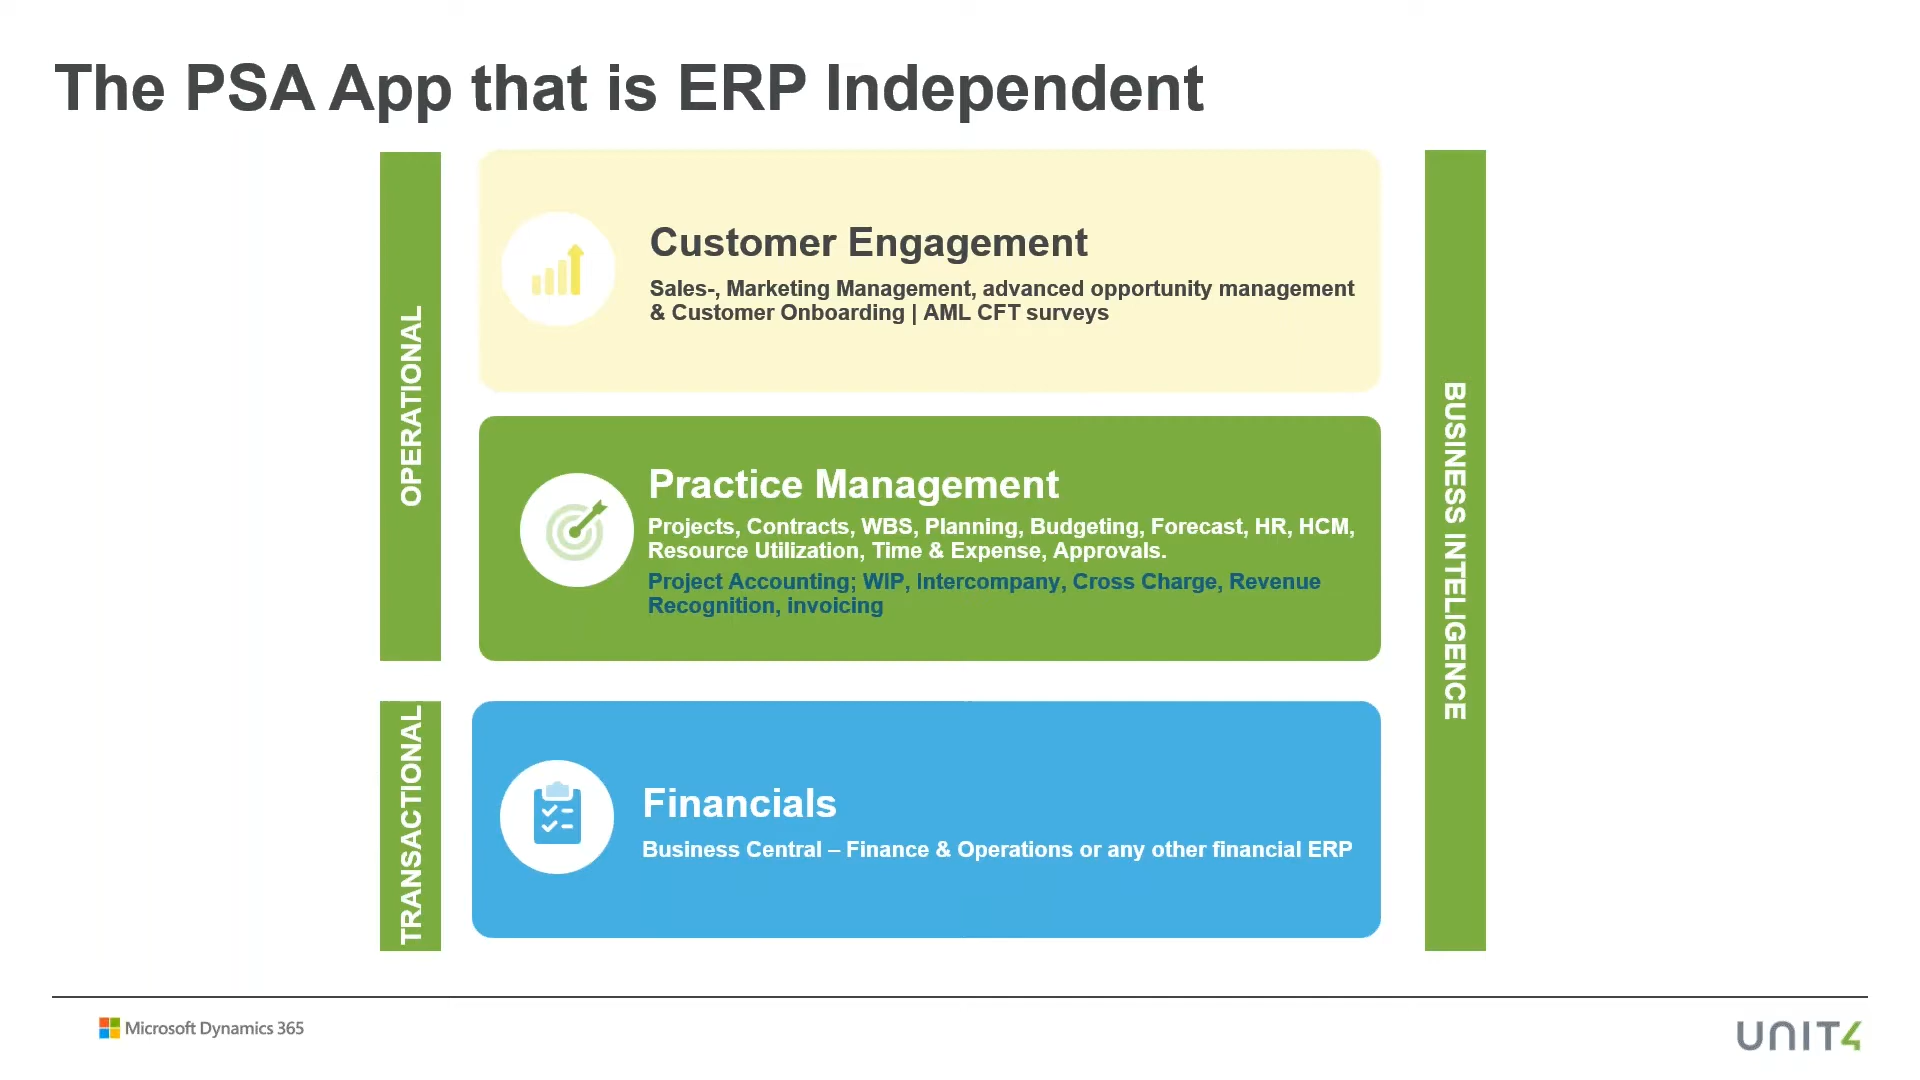 The PSA App that is ERP Independent
OPERATIONAL
Customer Engagement
Sales-, Marketing Management, advanced opportunity management
& Customer Onboarding | AML CFT surveys
Practice Management
Projects, Contracts, WBS, Planning, Budgeting, Forecast, HR, HCM,
Resource Utilization, Time & Expense, Approvals.
Project Accounting; WIP, Intercompany, Cross Charge, Revenue
Recognition, invoicing
TRANSACTIONAL
Financials
Business Central – Finance & Operations or any other financial ERP
BUSINESS INTELIGENCE
Microsoft Dynamics 365
UNIT4